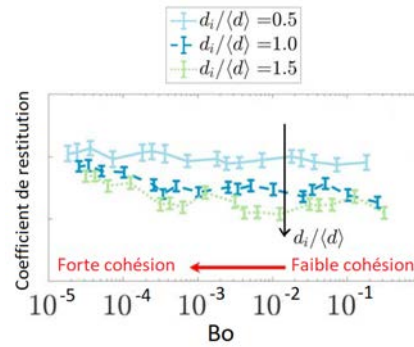 d_i/⟨d⟩ =0.5
d_i/⟨d⟩ =1.0
d_i/⟨d⟩ =1.5
Coefficient de restitution
d_i/⟨d⟩
Forte cohésion
Faible cohésion
10^-5 10^-4 10^-3 10^-2 10^-1
Bo